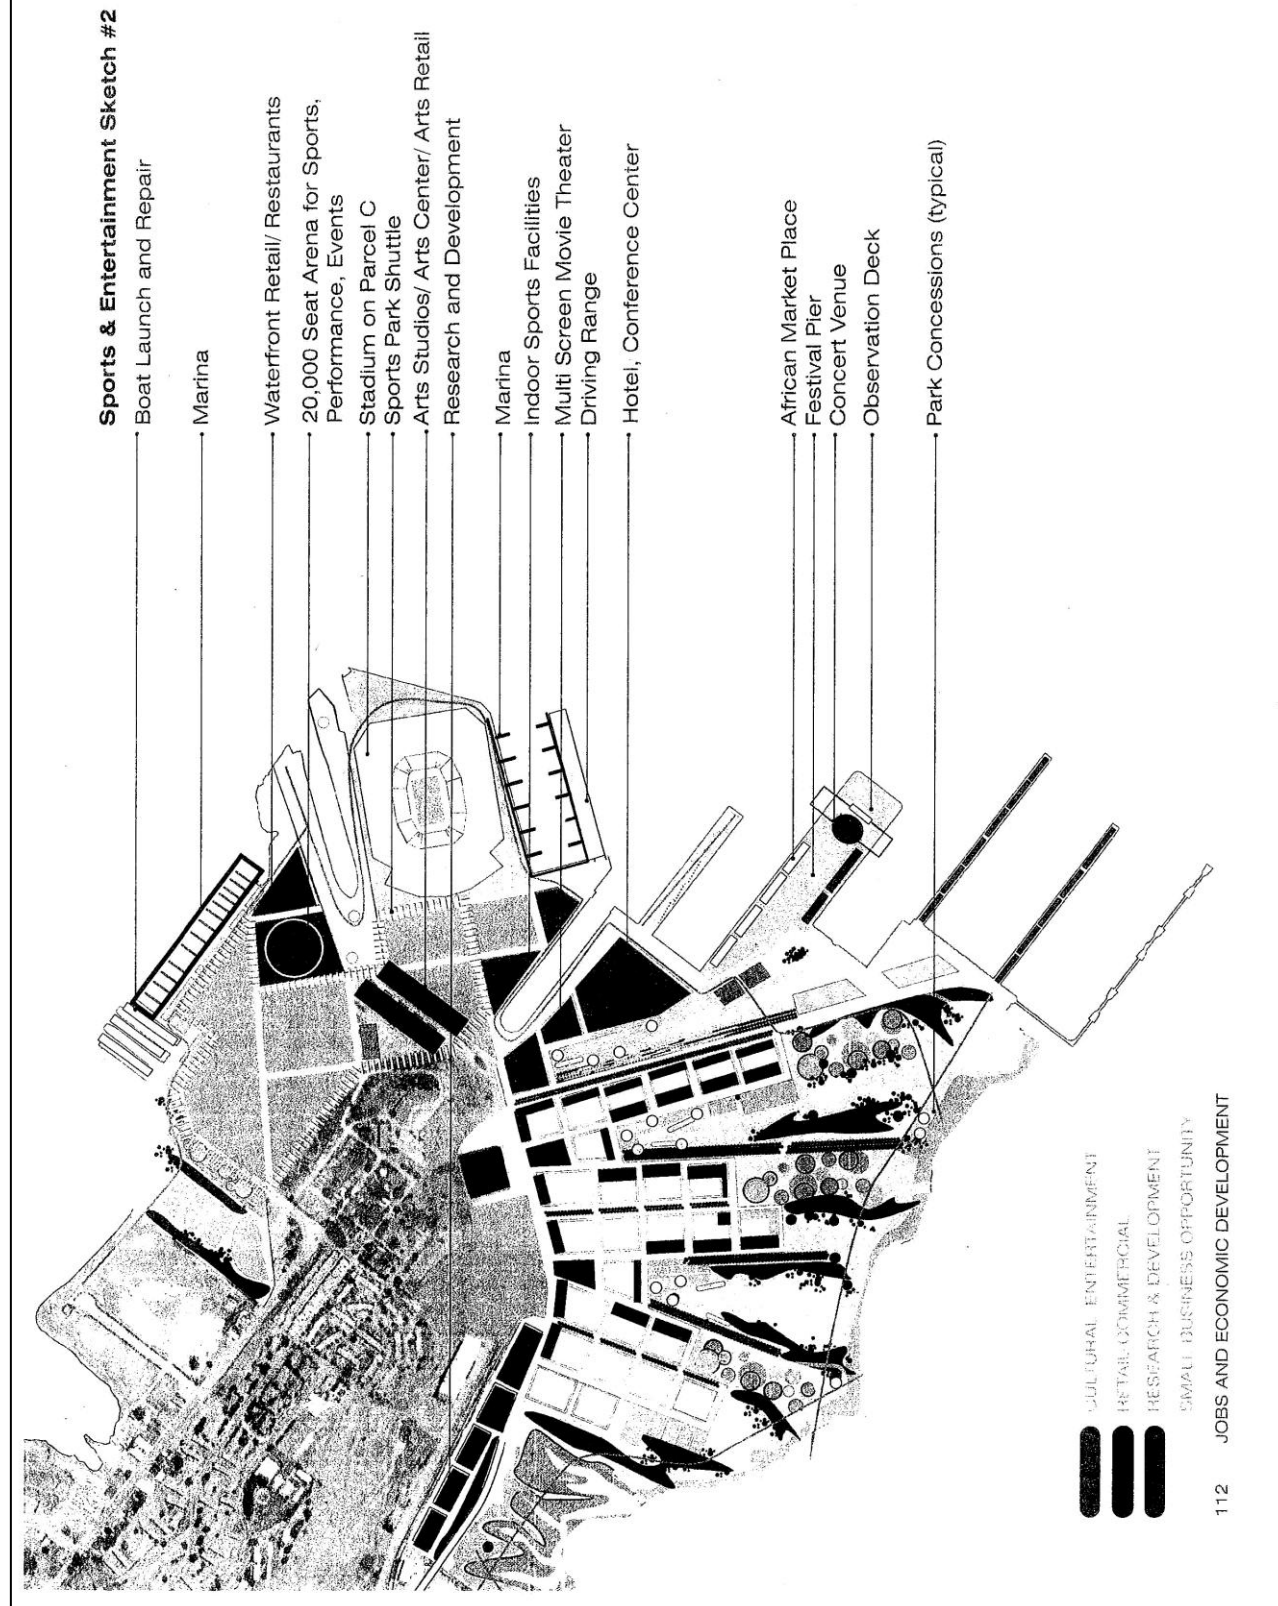 Sports & Entertainment Sketch #2
Boat Launch and Repair
Marina
Waterfront Retail/ Restaurants
20,000 Seat Arena for Sports,
Performance, Events
Stadium on Parcel C
Sports Park Shuttle
Arts Studios/ Arts Center/ Arts Retail
Research and Development
Marina
Indoor Sports Facilities
Multi Screen Movie Theater
Driving Range
Hotel, Conference Center
African Market Place
Festival Pier
Concert Venue
Observation Deck
Park Concessions (typical)
CULTURAL ENTERTAINMENT
RETAIL COMMERCIAL
RESEARCH & DEVELOPMENT
SMALL BUSINESS OPPORTUNITY
112 JOBS AND ECONOMIC DEVELOPMENT